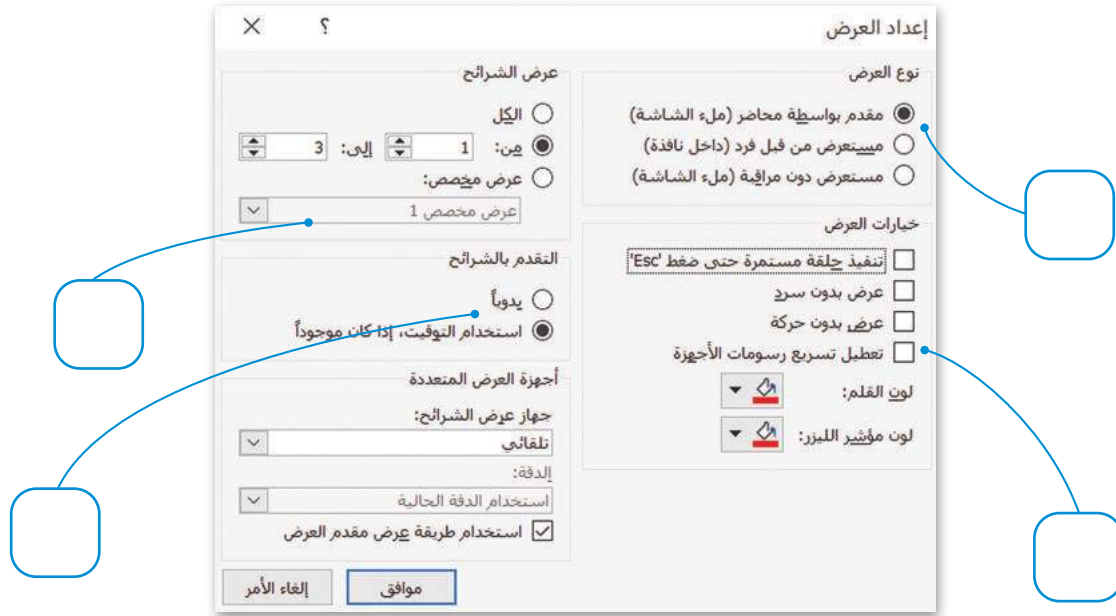 إعداد العرض
؟
نوع العرض
مقدم بواسطة محاضر (ملء الشاشة)
مستعرض من قبل فرد (داخل نافذة)
مستعرض دون مراقبة (ملء الشاشة)
خيارات العرض
تنفيذ حلقة مستمرة حتى ضغط 'Esc'
عرض بدون سرد
عرض بدون حركة
تعطيل تسريع رسومات الأجهزة
لون القلم:
لون مؤشير الليزر:
عرض الشرائح
الكل
من: 1 إلى: 3
عرض مخصص:
عرض مخصص 1
التقدم بالشرائح
يدوياً
استخدام التوقيت، إذا كان موجوداً
أجهزة العرض المتعددة
جهاز عرض الشرائح:
تلقائي
الدقة:
استخدام الدقة الحالية
استخدام طريقة عرض مقدم العرض
موافق
إلغاء الأمر